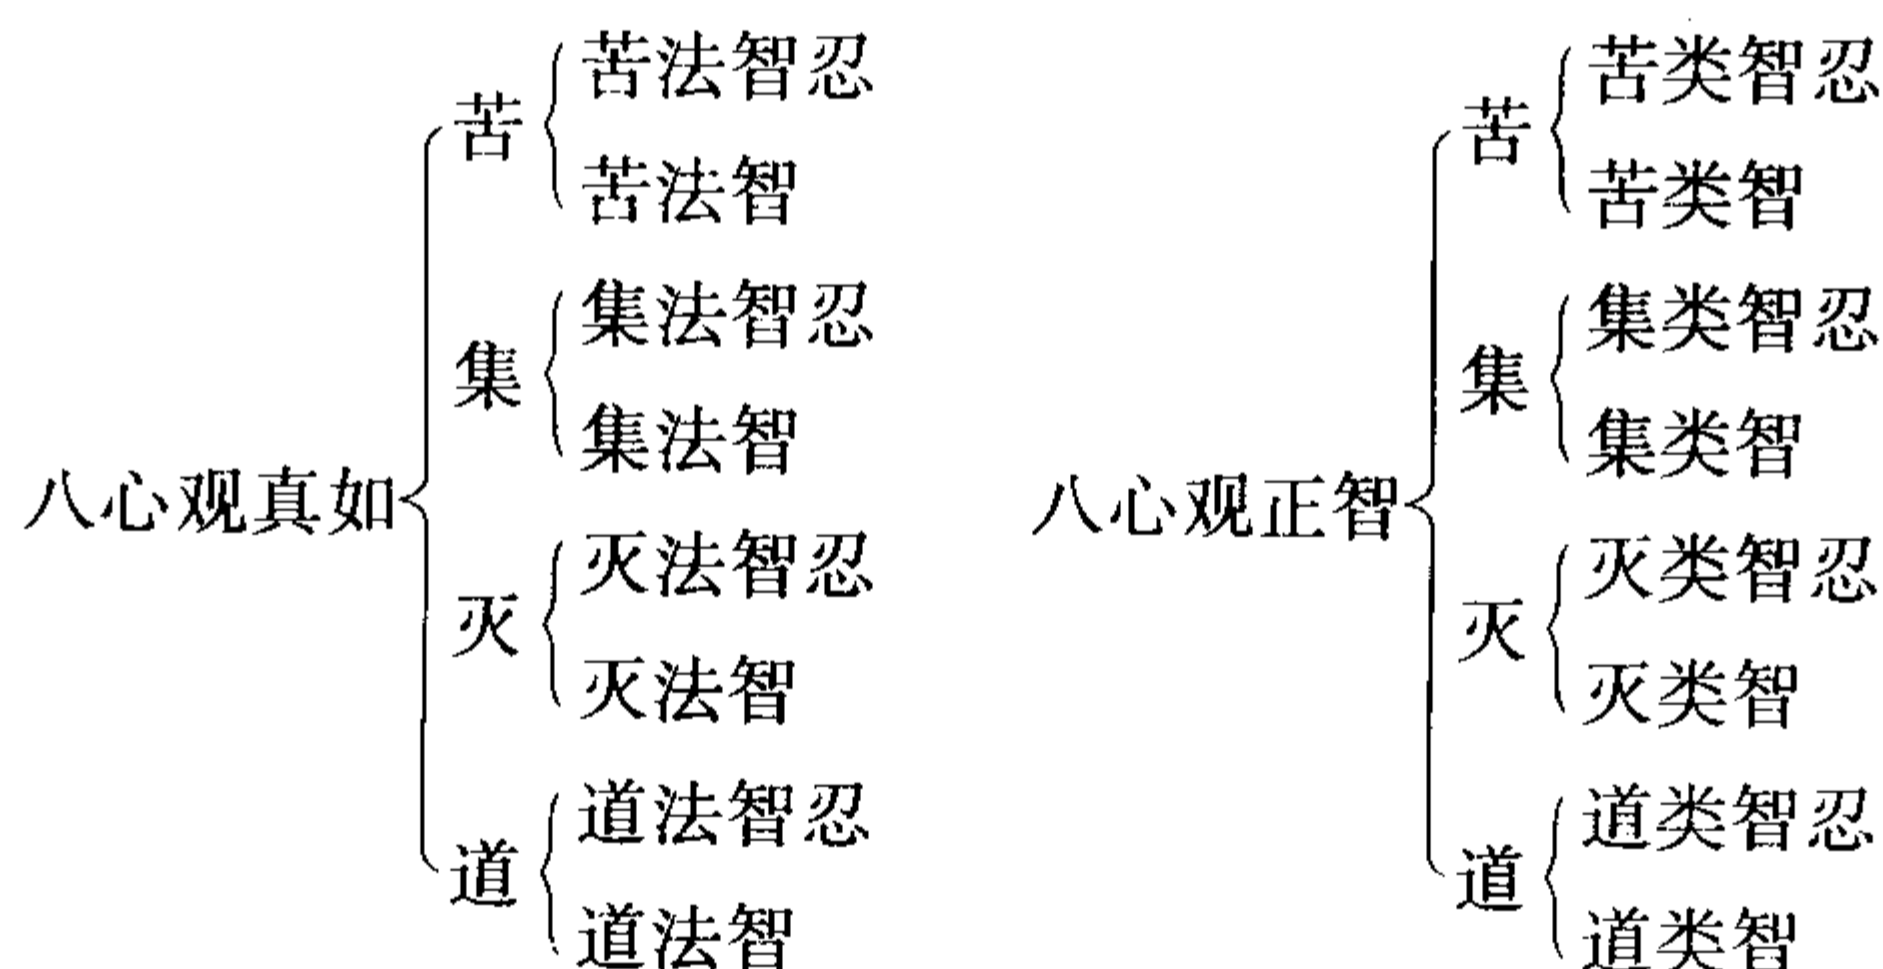 八心观真如
苦
苦法智忍
苦法智
集
集法智忍
集法智
灭
灭法智忍
灭法智
道
道法智忍
道法智
八心观正智
苦
苦类智忍
苦类智
集
集类智忍
集类智
灭
灭类智忍
灭类智
道
道类智忍
道类智